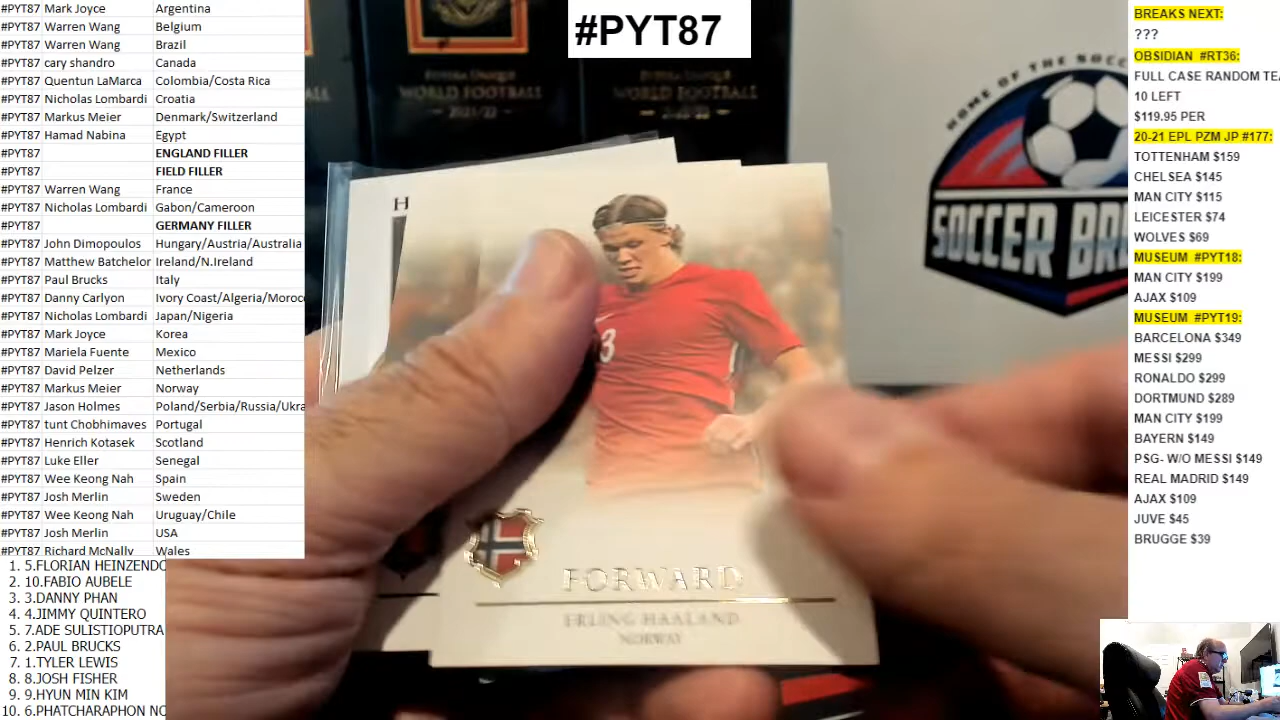 #PYT87 Mark Joyce Argentina
#PYT87 Warren Wang Belgium
#PYT87 Warren Wang Brazil
#PYT87 cary shandro Canada
#PYT87 Quentun LaMarca Colombia/Costa Rica
#PYT87 Nicholas Lombardi Croatia
#PYT87 Markus Meier Denmark/Switzerland
#PYT87 Hamad Nabina Egypt
#PYT87 ENGLAND FILLER
#PYT87 FIELD FILLER
#PYT87 Warren Wang France
#PYT87 Nicholas Lombardi Gabon/Cameroon
#PYT87 GERMANY FILLER
#PYT87 John Dimopoulos Hungary/Austria/Australia
#PYT87 Matthew Batchelor Ireland/N.Ireland
#PYT87 Paul Brucks Italy
#PYT87 Danny Carlyon Ivory Coast/Algeria/Moroc
#PYT87 Nicholas Lombardi Japan/Nigeria
#PYT87 Mark Joyce Korea
#PYT87 Mariela Fuente Mexico
#PYT87 David Pelzer Netherlands
#PYT87 Markus Meier Norway
#PYT87 Jason Holmes Poland/Serbia/Russia/Ukra
#PYT87 tunt Chobhimaves Portugal
#PYT87 Henrich Kotasek Scotland
#PYT87 Luke Eller Senegal
#PYT87 Wee Keong Nah Spain
#PYT87 Josh Merlin Sweden
#PYT87 Wee Keong Nah Uruguay/Chile
#PYT87 Josh Merlin USA
#PYT87 Richard McNally Wales
1. 5.FLORIAN HEINZENDO
2. 10.FABIO AUBELE
3. 3.DANNY PHAN
4. 4.JIMMY QUINTERO
5. 7.ADE SULISTIOPUTRA
6. 2.PAUL BRUCKS
7. 1.TYLER LEWIS
8. 8.JOSH FISHER
9. 9.HYUN MIN KIM
10. 6.PHATCHARAPHON NO
#PYT87
WORLD FOOTBALL
2021/22
WORLD FOOTBALL
HOME OF THE SOCC
SOCCER BR
H
3
FORWARD
ERLING HAALAND
NORWAY
BREAKS NEXT:
???
OBSIDIAN #RT36:
FULL CASE RANDOM TEA
10 LEFT
$119.95 PER
20-21 EPL PZM JP #177:
TOTTENHAM $159
CHELSEA $145
MAN CITY $115
LEICESTER $74
WOLVES $69
MUSEUM #PYT18:
MAN CITY $199
AJAX $109
MUSEUM #PYT19:
BARCELONA $349
MESSI $299
RONALDO $299
DORTMUND $289
MAN CITY $199
BAYERN $149
PSG- W/O MESSI $149
REAL MADRID $149
AJAX $109
JUVE $45
BRUGGE $39